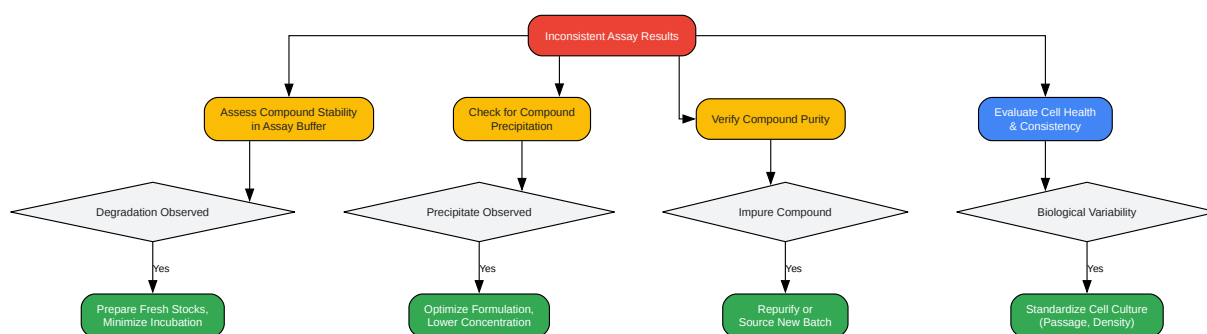 Inconsistent Assay Results
Assess Compound Stability
in Assay Buffer
Check for Compound
Precipitation
Verify Compound Purity
Evaluate Cell Health
& Consistency
Degradation Observed
Precipitate Observed
Impure Compound
Biological Variability
Yes
Yes
Yes
Yes
Prepare Fresh Stocks,
Minimize Incubation
Optimize Formulation,
Lower Concentration
Repurify or
Source New Batch
Standardize Cell Culture
(Passage, Density)